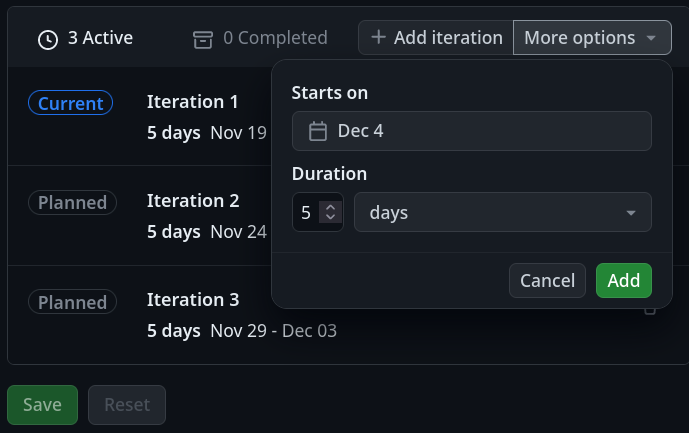 3 Active
0 Completed
Add iteration
More options
Starts on
Dec 4
Duration
5
days
Cancel
Add
Current
Iteration 1
5 days Nov 19
Planned
Iteration 2
5 days Nov 24
Planned
Iteration 3
5 days Nov 29 - Dec 03
Save
Reset